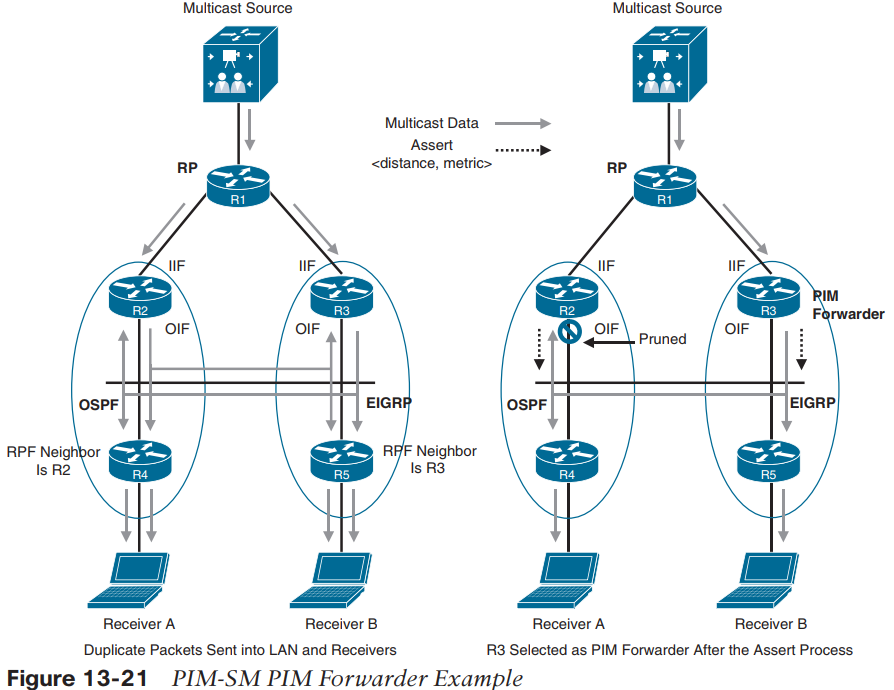 Multicast Source
Multicast Source
Multicast Data
Assert
<distance, metric>
RP
R1
RP
R1
IIF
IIF
R2
R3
OIF
OIF
IIF
IIF
R2
R3
PIM
Forwarder
OIF
OIF
Pruned
OSPF
EIGRP
OSPF
EIGRP
RPF Neighbor
Is R2
R4
R5
RPF Neighbor
Is R3
R4
R5
Receiver A
Receiver B
Receiver A
Receiver B
Duplicate Packets Sent into LAN and Receivers
R3 Selected as PIM Forwarder After the Assert Process
Figure 13-21 PIM-SM PIM Forwarder Example